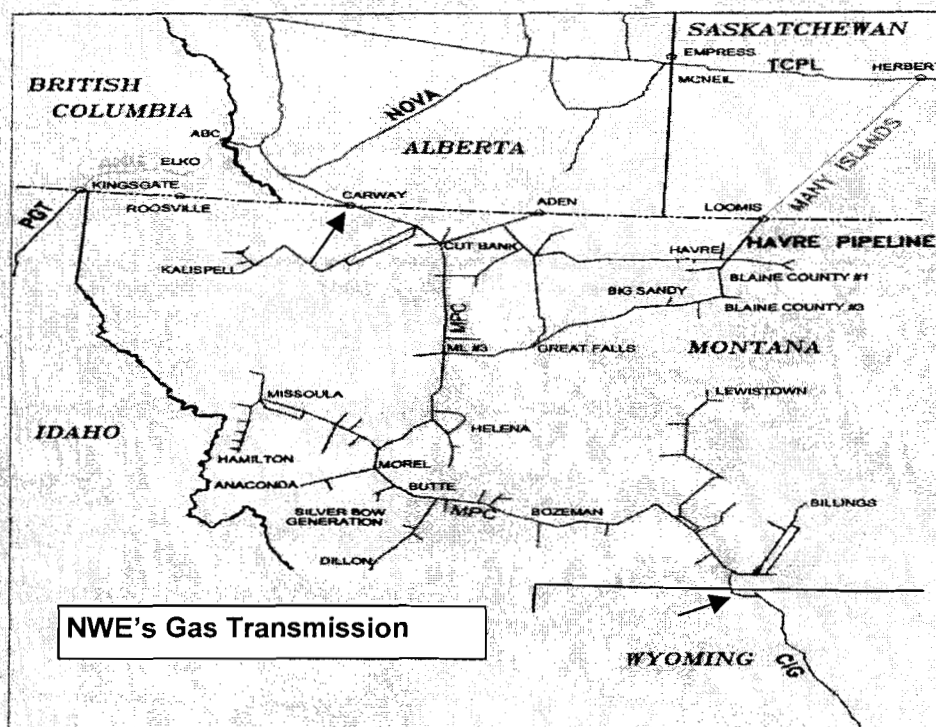 SASKATCHEWAN
EMPRESS
TCPL
HERBERT
MCNEIL
BRITISH
COLUMBIA
NOVA
ABC
ALBERTA
MANY ISLANDS
ELKO
KINGSGATE
CARWAY
ADEN
LOOMIS
ROOSVILLE
PGT
CUT BANK
HAVRE
HAVRE PIPELINE
KALISPELL
BLAINE COUNTY #1
BIG SANDY
BLAINE COUNTY #3
MPC
ML #3
GREAT FALLS
MONTANA
MISSOULA
LEWISTOWN
IDAHO
HELENA
HAMILTON
MOREL
ANACONDA
BUTTE
BILLINGS
SILVER BOW
GENERATION
MPC
BOZEMAN
DILLON
NWE's Gas Transmission
WYOMING
CIG